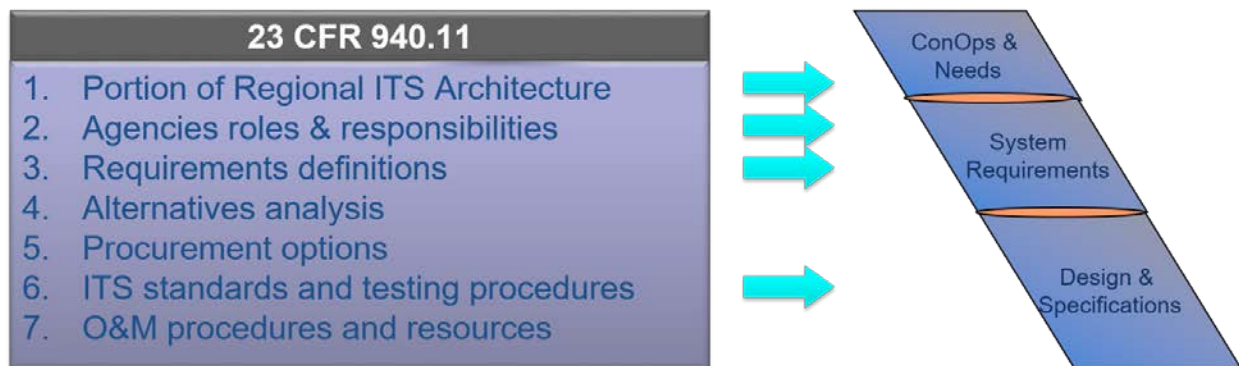 23 CFR 940.11
1. Portion of Regional ITS Architecture
2. Agencies roles & responsibilities
3. Requirements definitions
4. Alternatives analysis
5. Procurement options
6. ITS standards and testing procedures
7. O&M procedures and resources
ConOps &
Needs
System
Requirements
Design &
Specifications